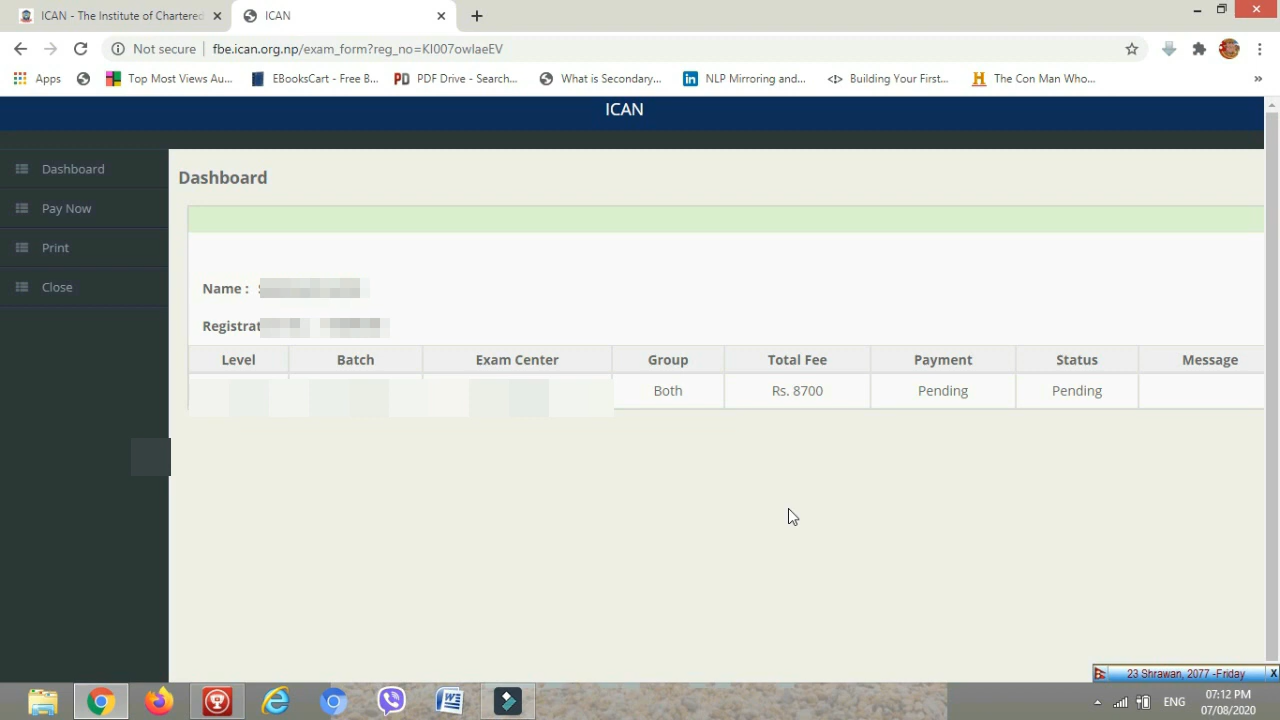 ICAN - The Institute of Chartered
ICAN
Not secure | fbe.ican.org.np/exam_form?reg_no=KI007owIaeEV
Apps Top Most Views Au... EBooksCart - Free B... PDF Drive - Search... What is Secondary... NLP Mirroring and... Building Your First... The Con Man Who...
ICAN
Dashboard
Pay Now
Print
Close
Dashboard
Name :
Registrat
Level Batch Exam Center Group Total Fee Payment Status Message
Both Rs. 8700 Pending Pending
23 Shrawan, 2077 -Friday X
ENG
07:12 PM
07/08/2020